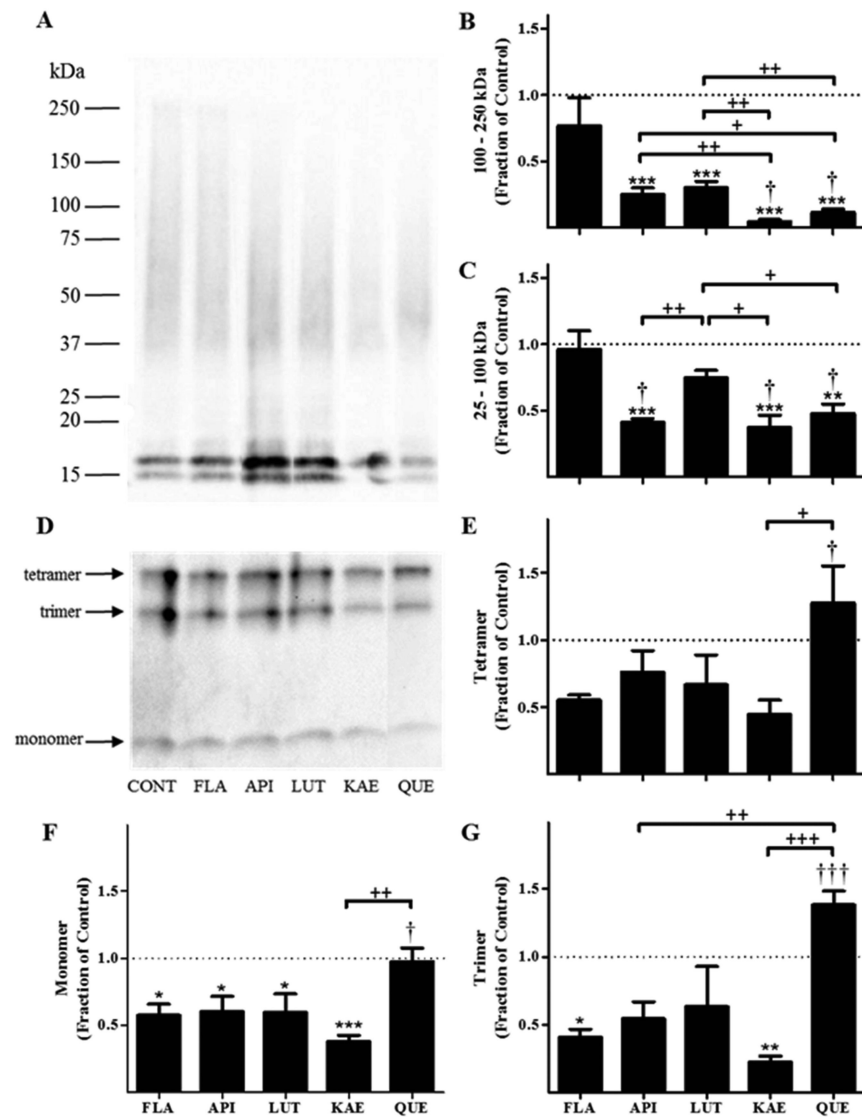 A
kDa
250
150
100
75
50
37
25
20
15
B
100 - 250 kDa
(Fraction of Control)
1.5
1.0
0.5
++
++
+
++
***
***
†
***
†
***
C
25 - 100 kDa
(Fraction of Control)
1.5
1.0
0.5
+
++
+
†
***
†
***
†
**
D
tetramer
trimer
monomer
CONT FLA API LUT KAE QUE
E
Tetramer
(Fraction of Control)
1.5
1.0
0.5
+
†
F
Monomer
(Fraction of Control)
1.5
1.0
0.5
++
*
*
*
***
†
FLA API LUT KAE QUE
G
Trimer
(Fraction of Control)
1.5
1.0
0.5
++
+++
†††
*
**
FLA API LUT KAE QUE